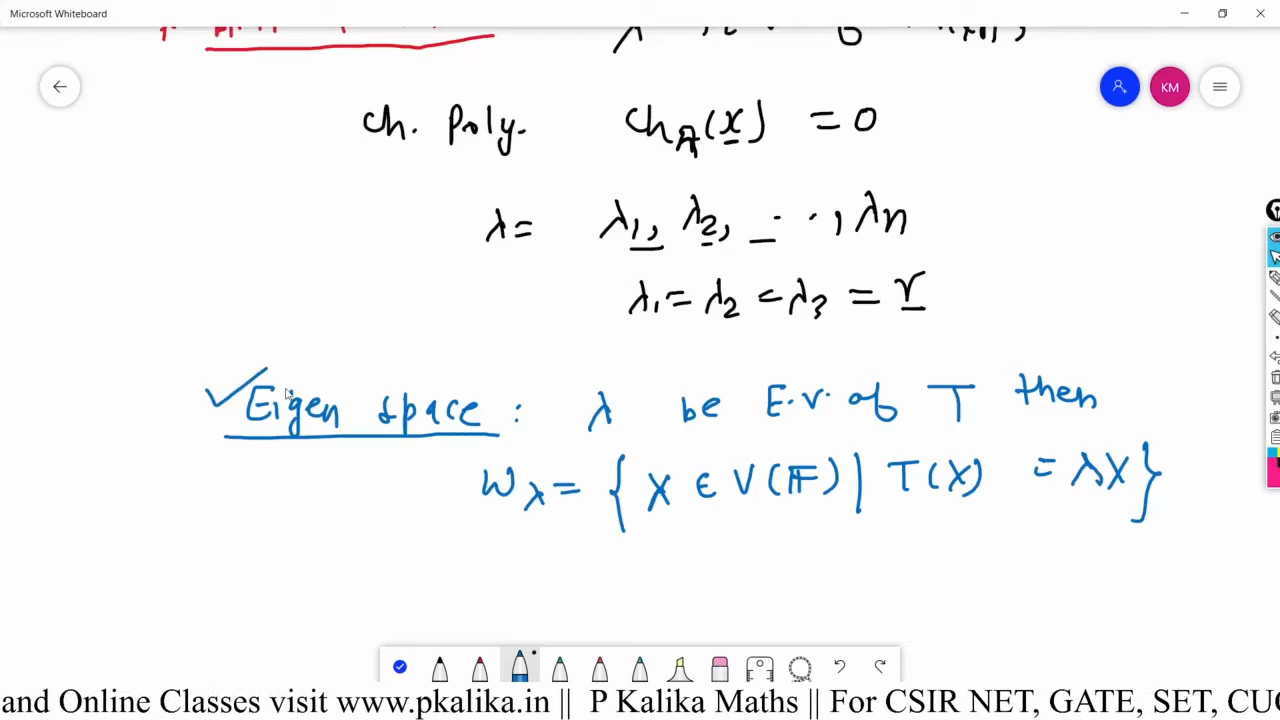 Microsoft Whiteboard
KM
Ch. Poly. Ch_A(x) = 0
λ = λ1, λ2, _ . . , λn
λ1 = λ2 = λ3 = r
✓ Eigen space : λ be E.v. of T then
W_λ = { X ∈ V(F) | T(X) = λX }
and Online Classes visit www.pkalika.in || P Kalika Maths || For CSIR NET, GATE, SET, CU